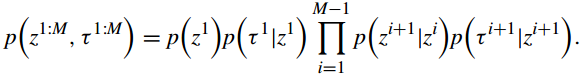 p(z^{1:M}, τ^{1:M}) = p(z^1)p(τ^1|z^1) ∏_{i=1}^{M−1} p(z^{i+1}|z^i)p(τ^{i+1}|z^{i+1}).